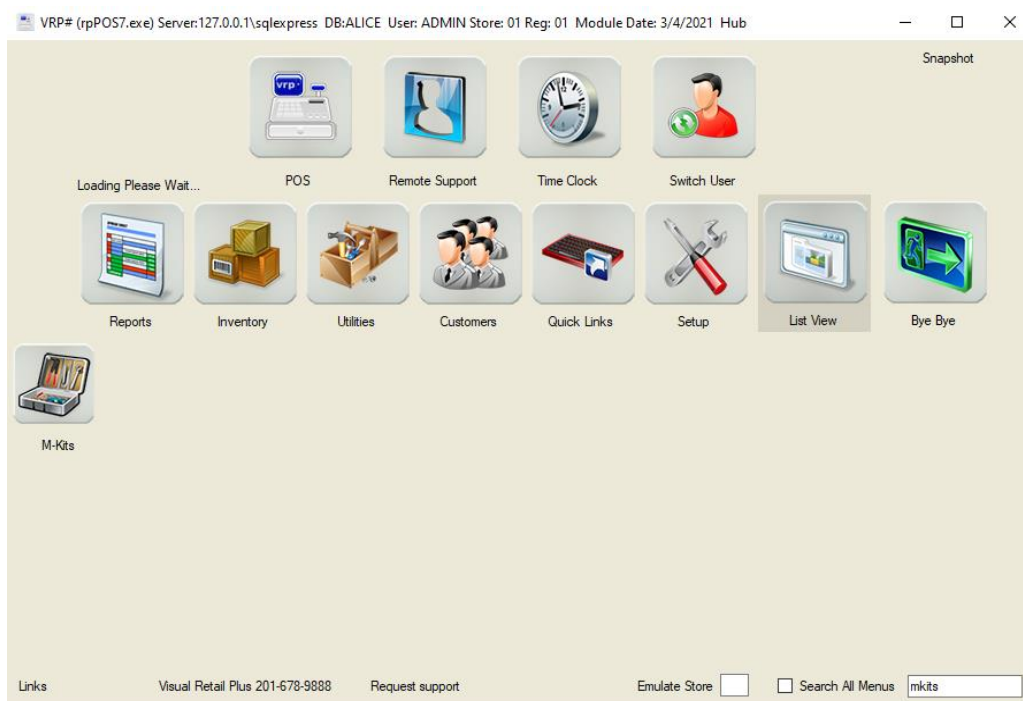 VRP# (rpPOS7.exe) Server:127.0.0.1\sqlexpress DB:ALICE User: ADMIN Store: 01 Reg: 01 Module Date: 3/4/2021 Hub
Snapshot
vrp
Loading Please Wait...
POS
Remote Support
Time Clock
Switch User
Reports
Inventory
Utilities
Customers
Quick Links
Setup
List View
Bye Bye
M-Kits
Links
Visual Retail Plus 201-678-9888
Request support
Emulate Store
Search All Menus
mkits